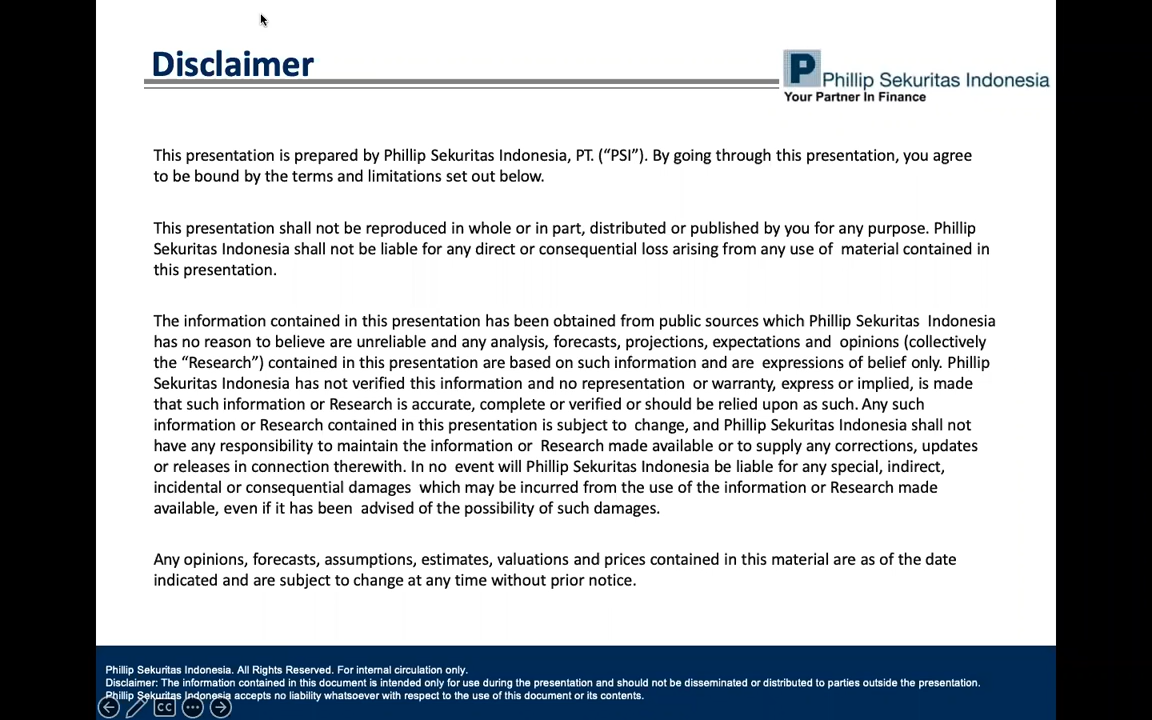 Disclaimer
P Phillip Sekuritas Indonesia
Your Partner In Finance
This presentation is prepared by Phillip Sekuritas Indonesia, PT. (“PSI”). By going through this presentation, you agree
to be bound by the terms and limitations set out below.
This presentation shall not be reproduced in whole or in part, distributed or published by you for any purpose. Phillip
Sekuritas Indonesia shall not be liable for any direct or consequential loss arising from any use of material contained in
this presentation.
The information contained in this presentation has been obtained from public sources which Phillip Sekuritas Indonesia
has no reason to believe are unreliable and any analysis, forecasts, projections, expectations and opinions (collectively
the “Research”) contained in this presentation are based on such information and are expressions of belief only. Phillip
Sekuritas Indonesia has not verified this information and no representation or warranty, express or implied, is made
that such information or Research is accurate, complete or verified or should be relied upon as such. Any such
information or Research contained in this presentation is subject to change, and Phillip Sekuritas Indonesia shall not
have any responsibility to maintain the information or Research made available or to supply any corrections, updates
or releases in connection therewith. In no event will Phillip Sekuritas Indonesia be liable for any special, indirect,
incidental or consequential damages which may be incurred from the use of the information or Research made
available, even if it has been advised of the possibility of such damages.
Any opinions, forecasts, assumptions, estimates, valuations and prices contained in this material are as of the date
indicated and are subject to change at any time without prior notice.
Phillip Sekuritas Indonesia. All Rights Reserved. For internal circulation only.
Disclaimer: The information contained in this document is intended only for use during the presentation and should not be disseminated or distributed to parties outside the presentation.
Phillip Sekuritas Indonesia accepts no liability whatsoever with respect to the use of this document or its contents.
CC